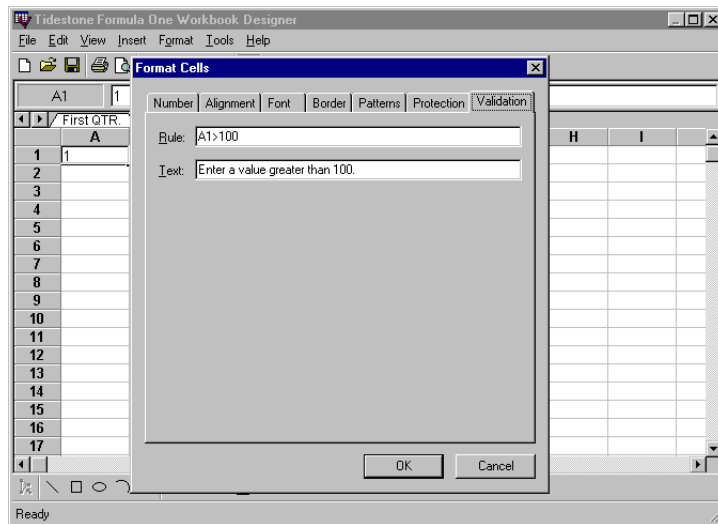 Tidestone Formula One Workbook Designer
File Edit View Insert Format Tools Help
Format Cells
A1 1
Number Alignment Font Border Patterns Protection Validation
First QTR.
Rule: A1>100
A H I
1 1
Text: Enter a value greater than 100.
2
3
4
5
6
7
8
9
10
11
12
13
14
15
16
17
OK Cancel
Ready